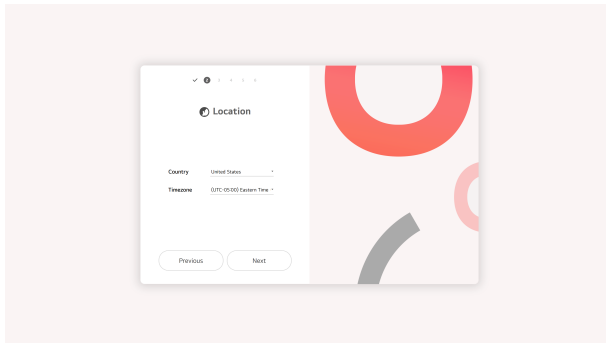 2
Location
Country United States
Timezone (UTC-05:00) Eastern Time
Previous Next